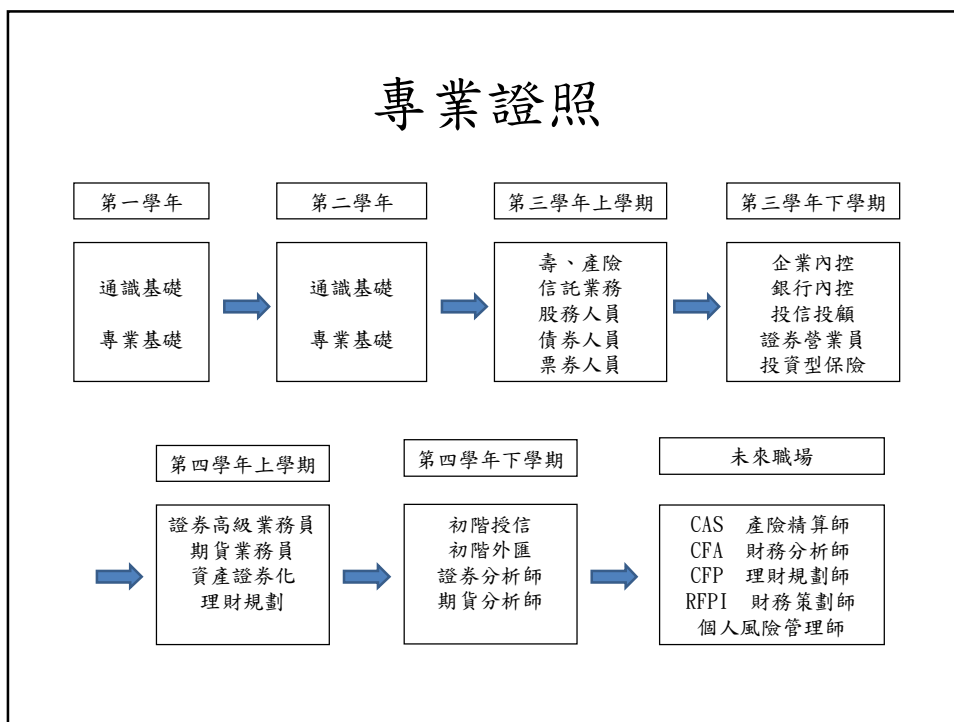 專業證照
第一學年
通識基礎
專業基礎
第二學年
通識基礎
專業基礎
第三學年上學期
壽、產險
信託業務
股務人員
債券人員
票券人員
第三學年下學期
企業內控
銀行內控
投信投顧
證券營業員
投資型保險
第四學年上學期
證券高級業務員
期貨業務員
資產證券化
理財規劃
第四學年下學期
初階授信
初階外匯
證券分析師
期貨分析師
未來職場
CAS 產險精算師
CFA 財務分析師
CFP 理財規劃師
RFPI 財務策劃師
個人風險管理師